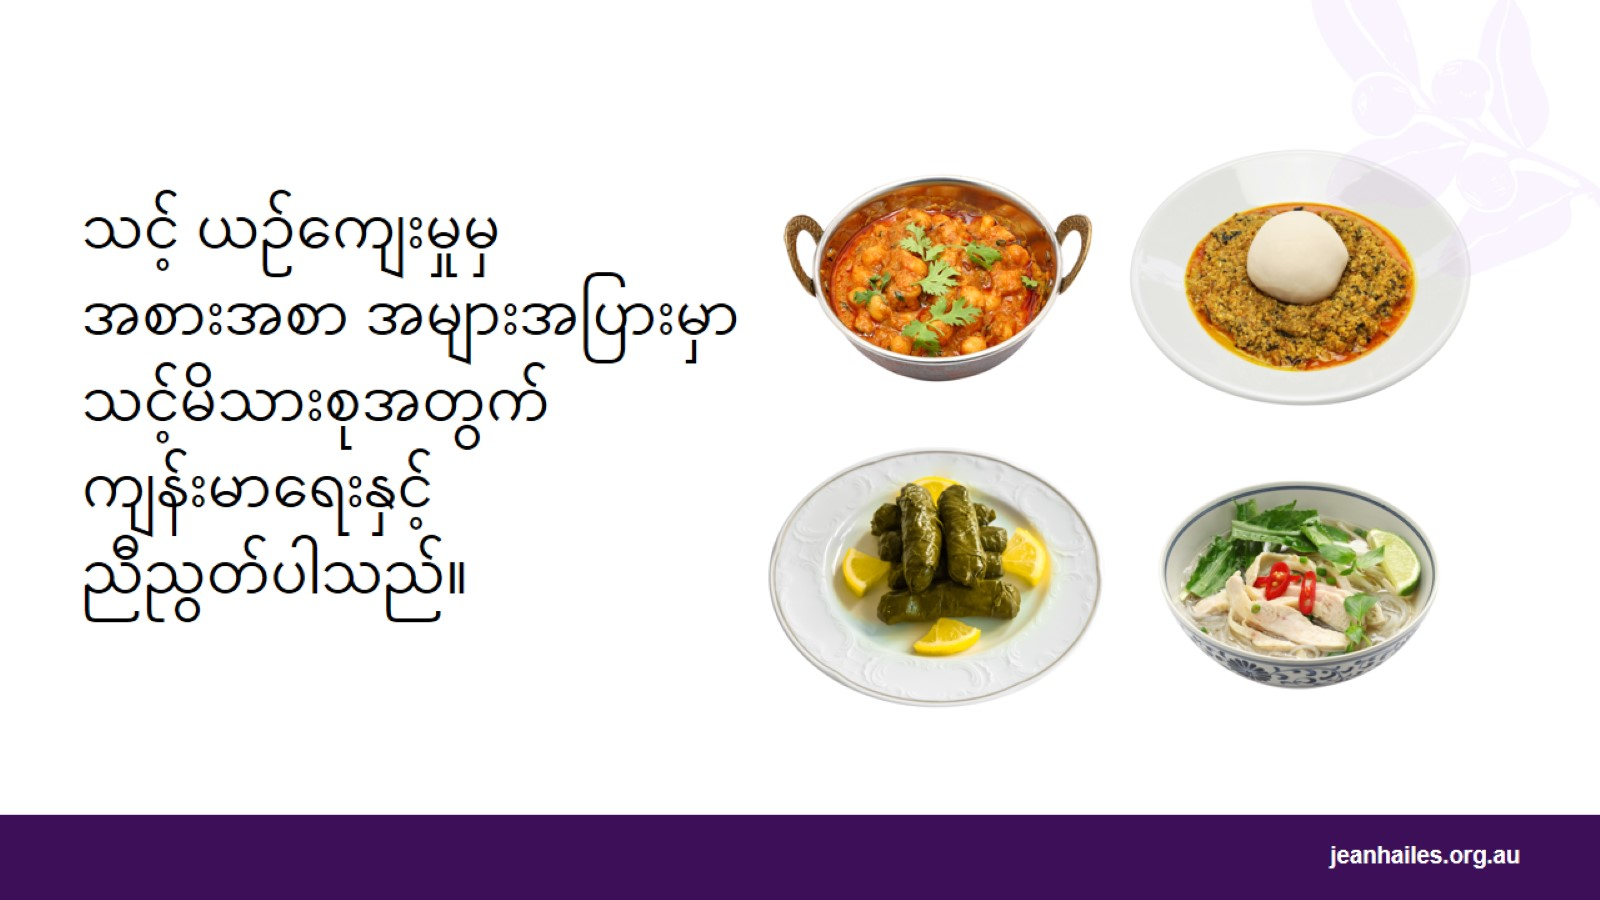 သင့် ယဉ်ကျေးမှုမှ
အစားအစာ အများအပြားမှာ
သင့်မိသားစုအတွက်
ကျန်းမာရေးနှင့်
ညီညွတ်ပါသည်။
jeanhailes.org.au